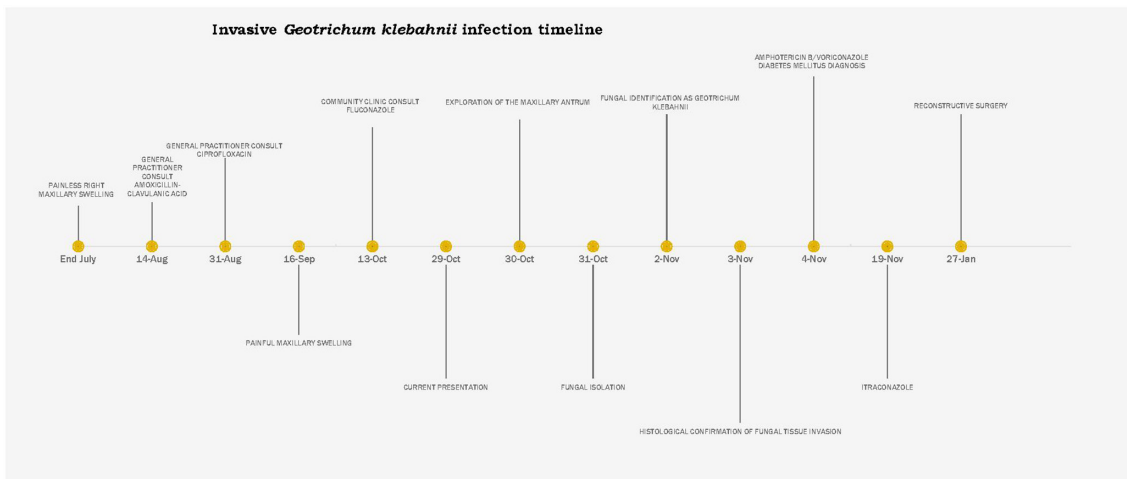 Invasive Geotrichum klebahnii infection timeline
AMPHOTERICIN B/VORICONAZOLE
DIABETES MELLITUS DIAGNOSIS
COMMUNITY CLINIC CONSULT
FLUCONAZOLE
EXPLORATION OF THE MAXILLARY ANTRUM
FUNGAL IDENTIFICATION AS GEOTRICHUM
KLEBAHNII
RECONSTRUCTIVE SURGERY
GENERAL PRACTITIONER CONSULT
CIPROFLOXACIN
GENERAL
PRACTITIONER
CONSULT
AMOXICILLIN-
CLAVULANIC ACID
PAINLESS RIGHT
MAXILLARY SWELLING
End July
14-Aug
31-Aug
16-Sep
13-Oct
29-Oct
30-Oct
31-Oct
2-Nov
3-Nov
4-Nov
19-Nov
27-Jan
PAINFUL MAXILLARY SWELLING
CURRENT PRESENTATION
FUNGAL ISOLATION
ITRACONAZOLE
HISTOLOGICAL CONFIRMATION OF FUNGAL TISSUE INVASION